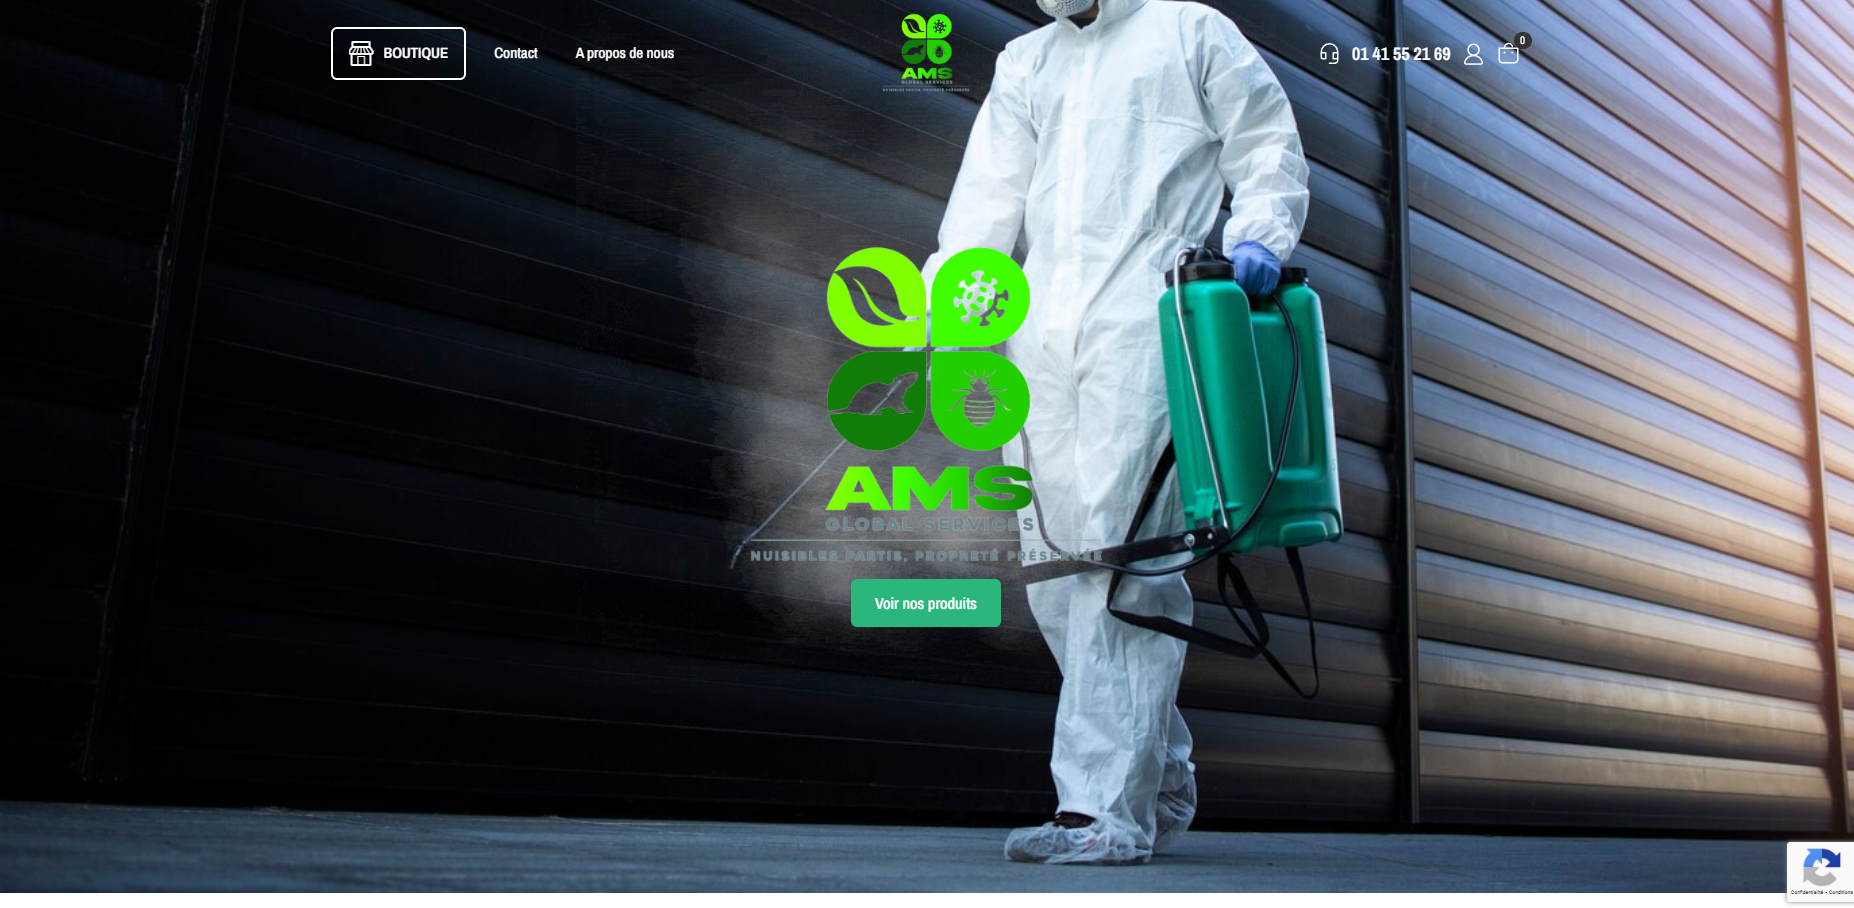 BOUTIQUE
Contact
A propos de nous
AMS
GLOBAL SERVICES
NUISIBLES PARTIS, PROPRETÉ PRÉSERVÉE
01 41 55 21 69
0
AMS
GLOBAL SERVICES
NUISIBLES PARTIS, PROPRETÉ PRÉSERVÉE
Voir nos produits
Confidentialité - Conditions